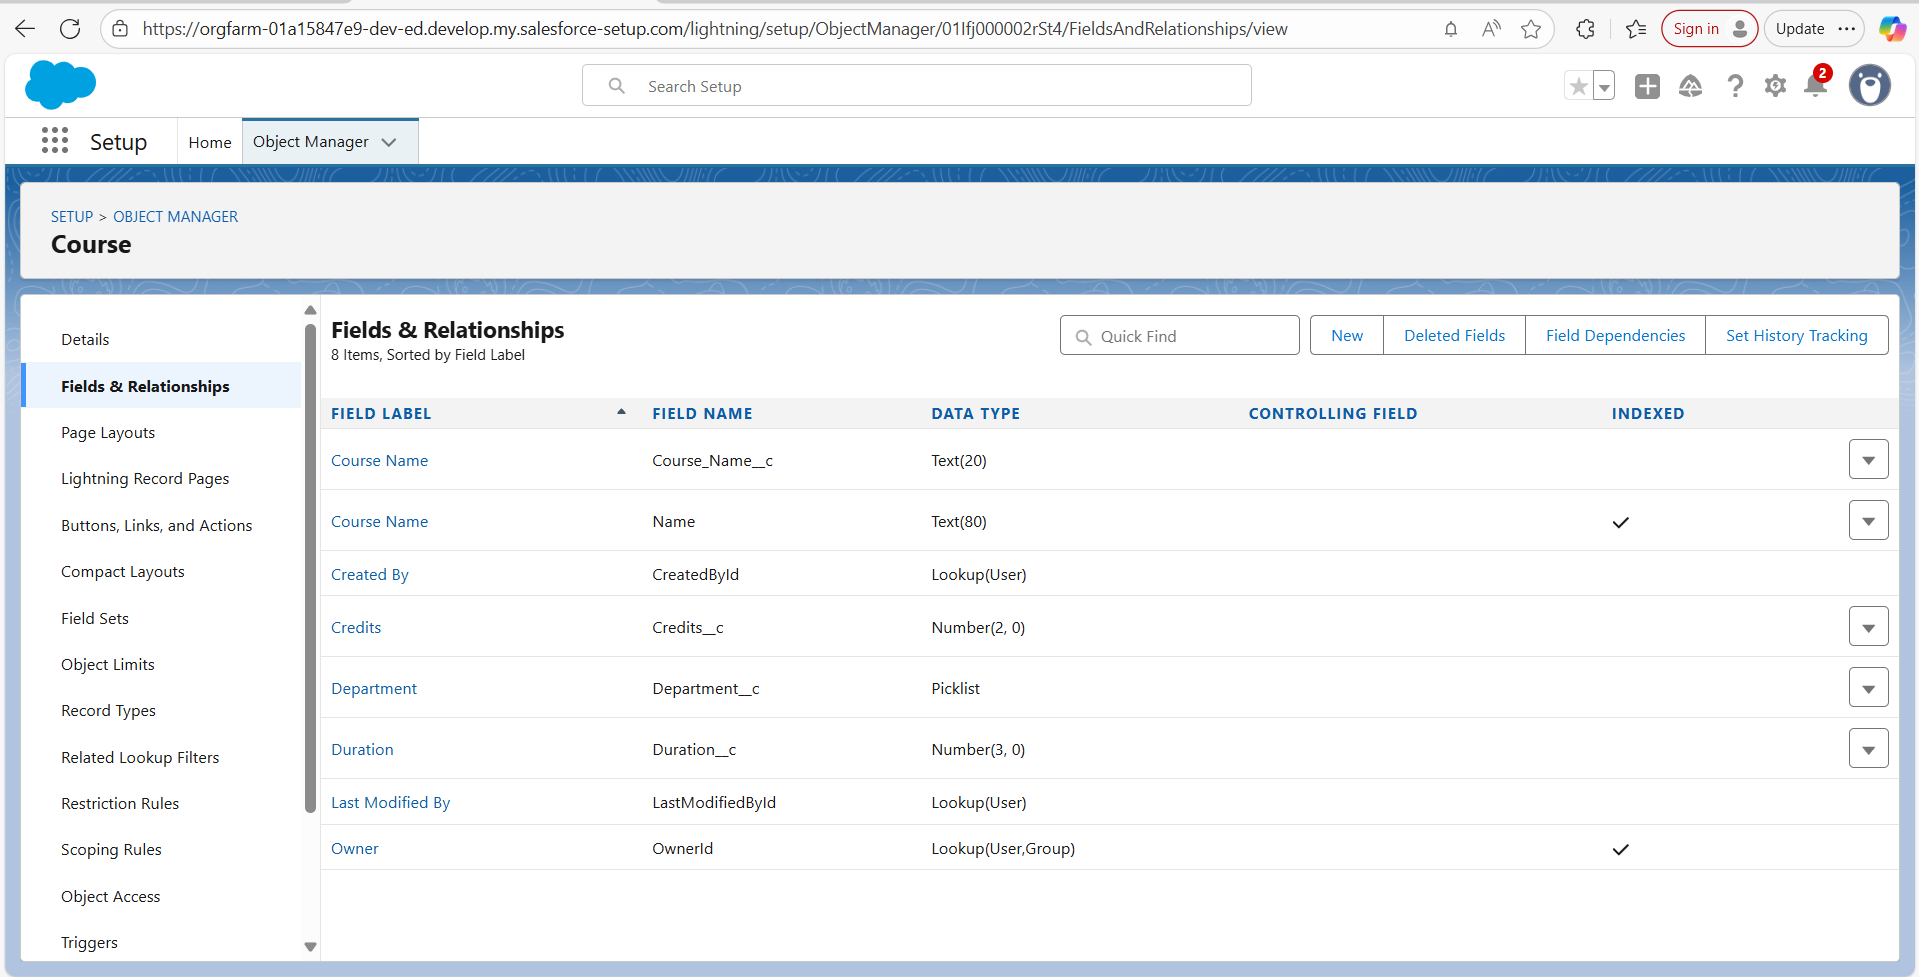 https://orgfarm-01a15847e9-dev-ed.develop.my.salesforce-setup.com/lightning/setup/ObjectManager/01Ifj000002rSt4/FieldsAndRelationships/view
Sign in
Update
Search Setup
2
Setup
Home
Object Manager
SETUP > OBJECT MANAGER
Course
Details
Fields & Relationships
Page Layouts
Lightning Record Pages
Buttons, Links, and Actions
Compact Layouts
Field Sets
Object Limits
Record Types
Related Lookup Filters
Restriction Rules
Scoping Rules
Object Access
Triggers
Fields & Relationships
8 Items, Sorted by Field Label
Quick Find
New
Deleted Fields
Field Dependencies
Set History Tracking
FIELD LABEL FIELD NAME DATA TYPE CONTROLLING FIELD INDEXED
Course Name Course_Name__c Text(20)
Course Name Name Text(80)
Created By CreatedById Lookup(User)
Credits Credits__c Number(2, 0)
Department Department__c Picklist
Duration Duration__c Number(3, 0)
Last Modified By LastModifiedById Lookup(User)
Owner OwnerId Lookup(User,Group)